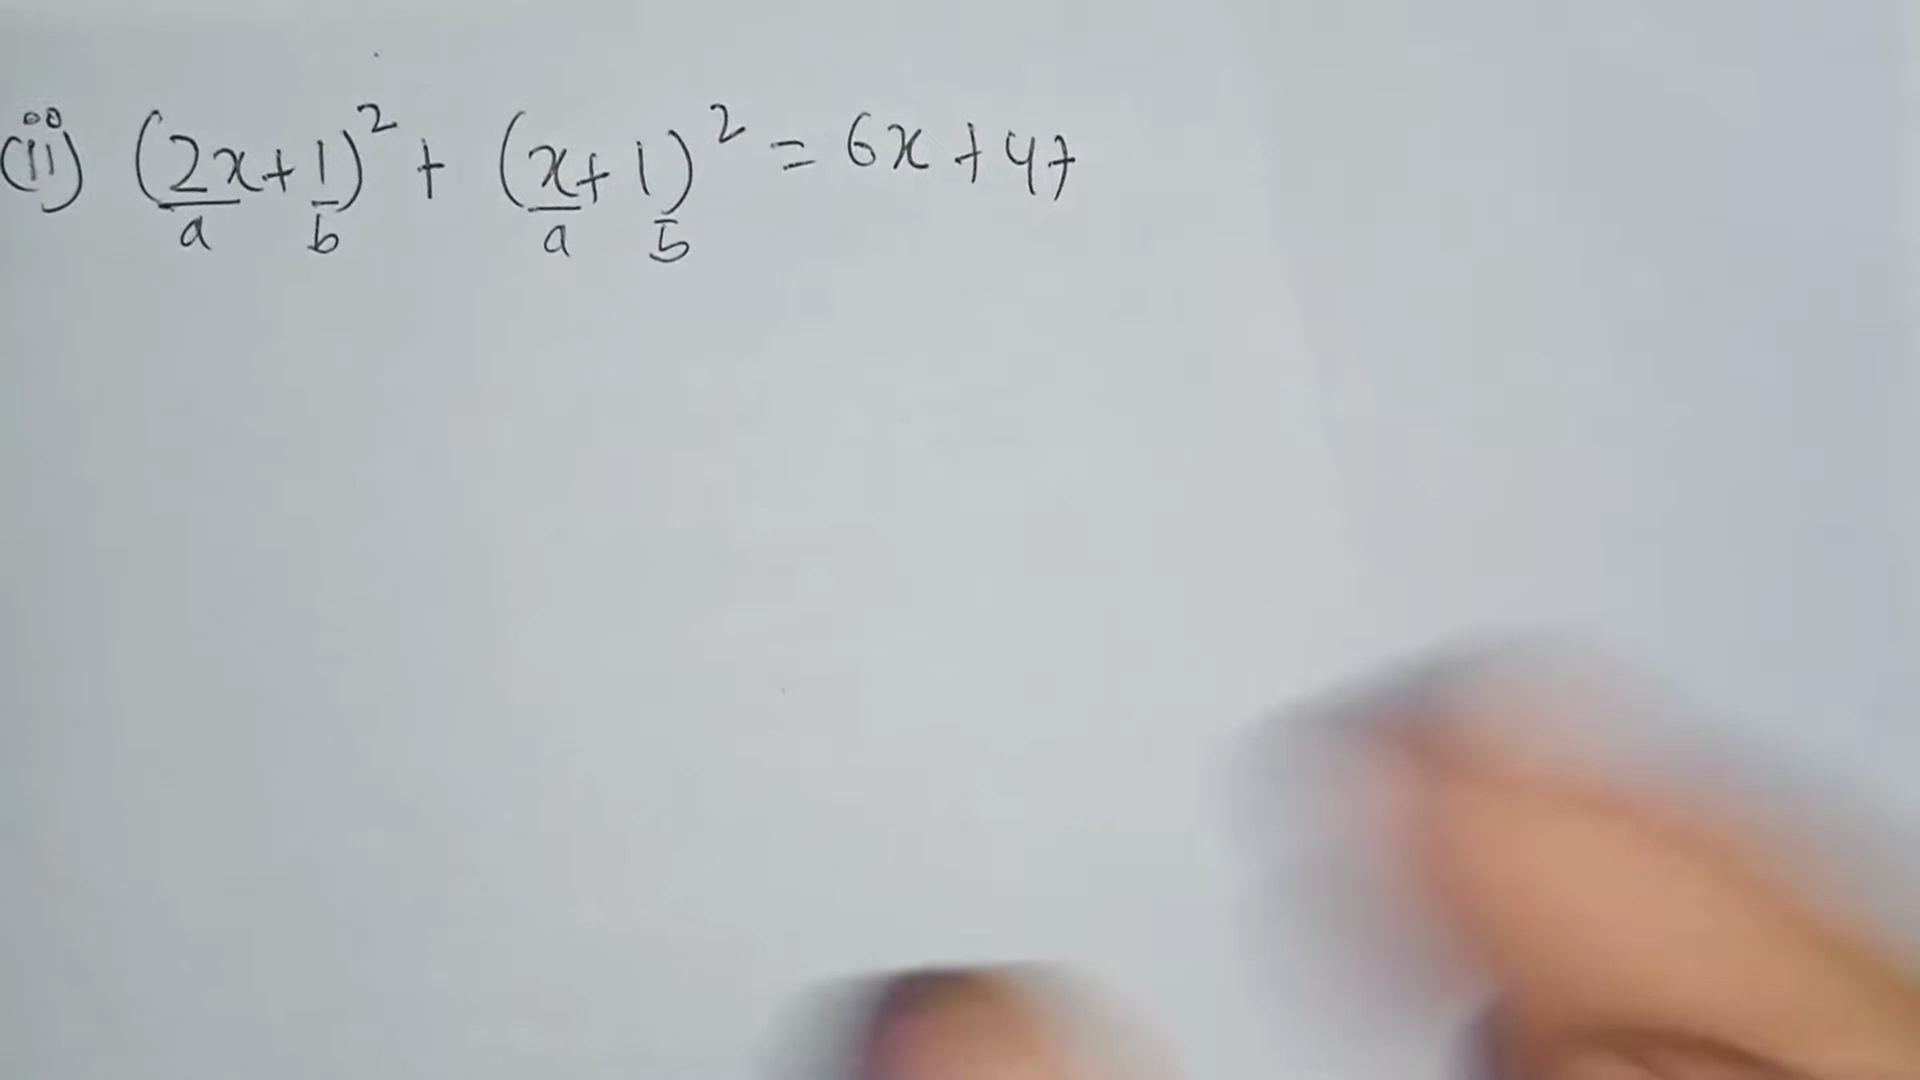 (ii) (2x+1)² + (x+1)² = 6x+47
a b a b